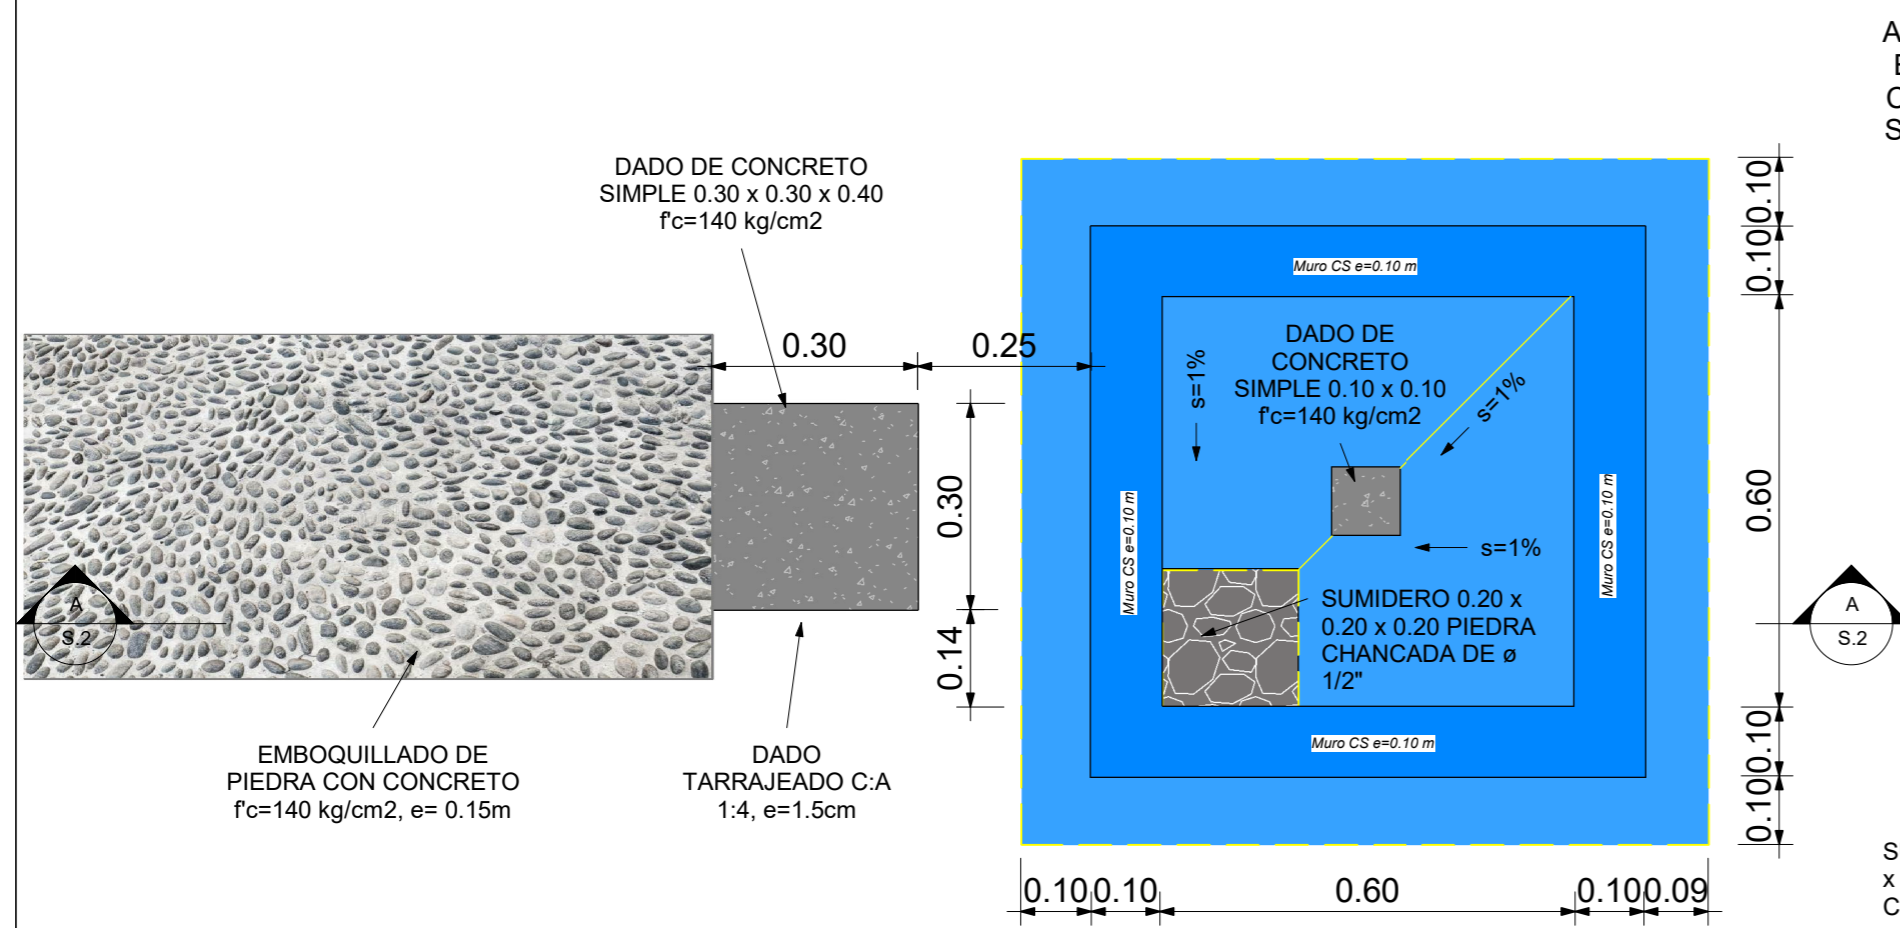 A
E
C
S
DADO DE CONCRETO
SIMPLE 0.30 x 0.30 x 0.40
f'c=140 kg/cm2
0.10
0.10
Muro CS e=0.10 m
0.30
0.25
DADO DE
CONCRETO
SIMPLE 0.10 x 0.10
f'c=140 kg/cm2
s=1%
s=1%
s=1%
0.30
0.14
0.60
Muro CS e=0.10 m
Muro CS e=0.10 m
SUMIDERO 0.20 x
0.20 x 0.20 PIEDRA
CHANCADA DE ø
1/2"
A
S.2
A
S.2
Muro CS e=0.10 m
EMBOQUILLADO DE
PIEDRA CON CONCRETO
f'c=140 kg/cm2, e= 0.15m
DADO
TARRAJEADO C:A
1:4, e=1.5cm
0.10
0.10
S
x
C
0.10 0.10 0.60 0.10 0.09